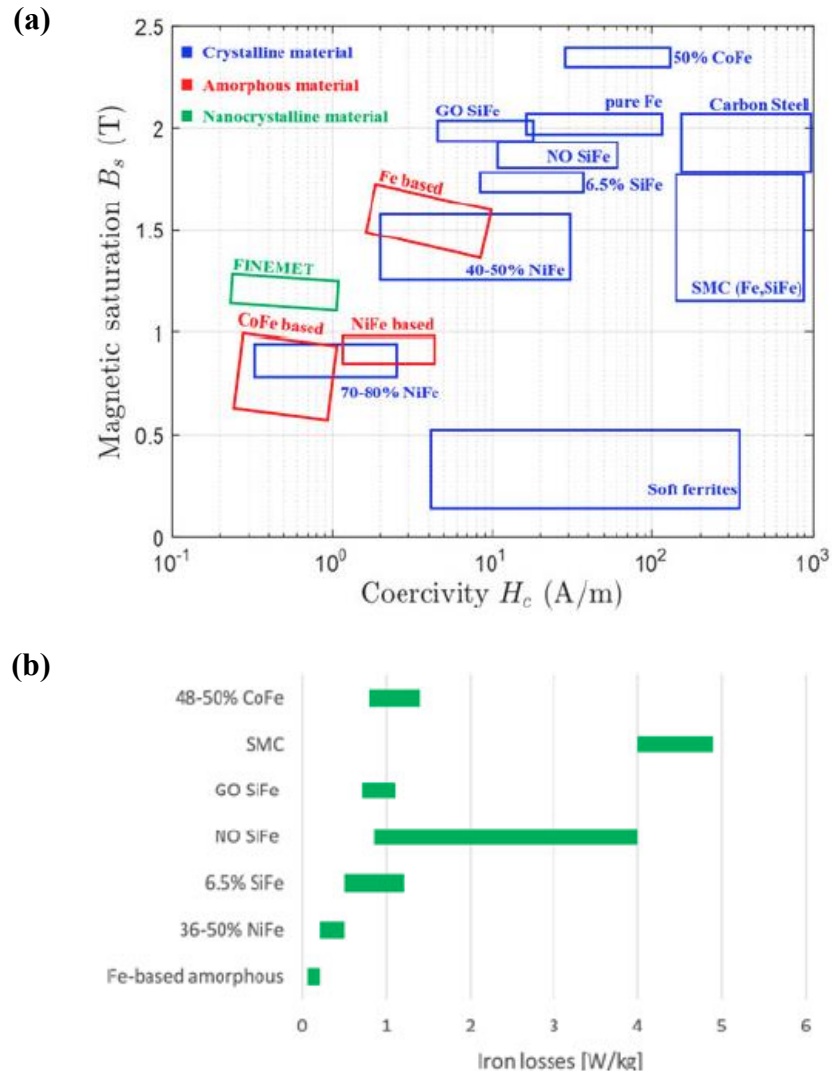 (a)
2.5
Crystalline material
50% CoFe
Amorphous material
pure Fe
Carbon Steel
Nanocrystalline material
GO SiFe
2
NO SiFe
6.5% SiFe
Fe based
1.5
FINEMET
40-50% NiFe
SMC (Fe,SiFe)
CoFe based
NiFe based
1
70-80% NiFe
0.5
Soft ferrites
0
Magnetic saturation Bₛ (T)
10⁻¹ 10⁰ 10¹ 10² 10³
Coercivity H꜀ (A/m)
(b)
48-50% CoFe
SMC
GO SiFe
NO SiFe
6.5% SiFe
36-50% NiFe
Fe-based amorphous
0 1 2 3 4 5 6
Iron losses [W/kg]